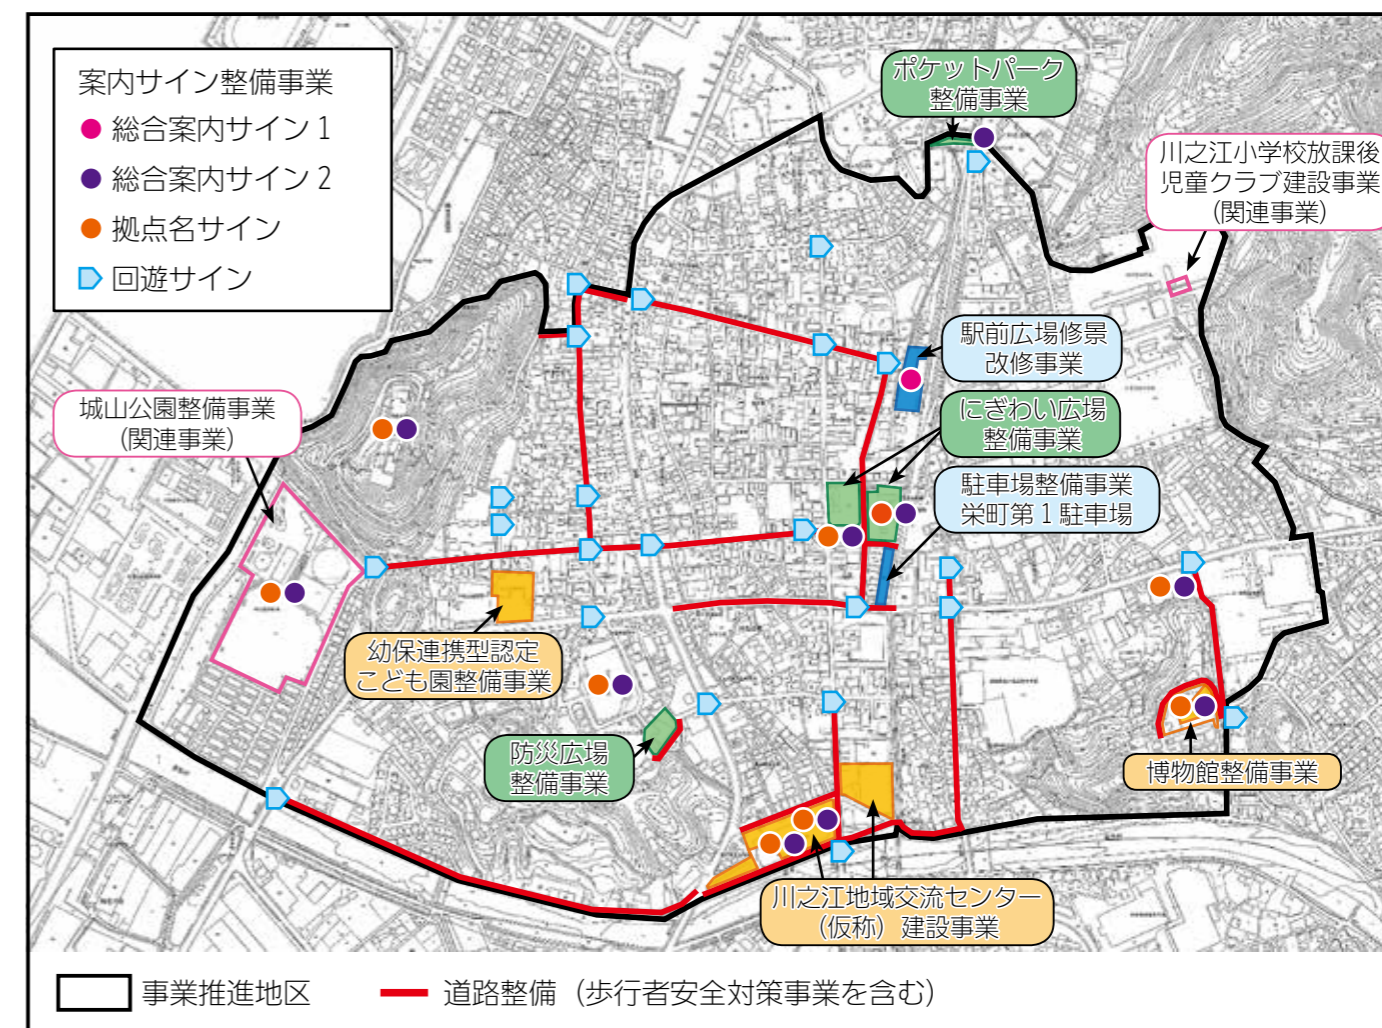 案内サイン整備事業
総合案内サイン1
総合案内サイン2
拠点名サイン
回遊サイン
ポケットパーク
整備事業
川之江小学校放課後
児童クラブ建設事業
(関連事業)
駅前広場修景
改修事業
城山公園整備事業
(関連事業)
にぎわい広場
整備事業
駐車場整備事業
栄町第1駐車場
幼保連携型認定
こども園整備事業
防災広場
整備事業
博物館整備事業
川之江地域交流センター
(仮称)建設事業
事業推進地区
道路整備(歩行者安全対策事業を含む)